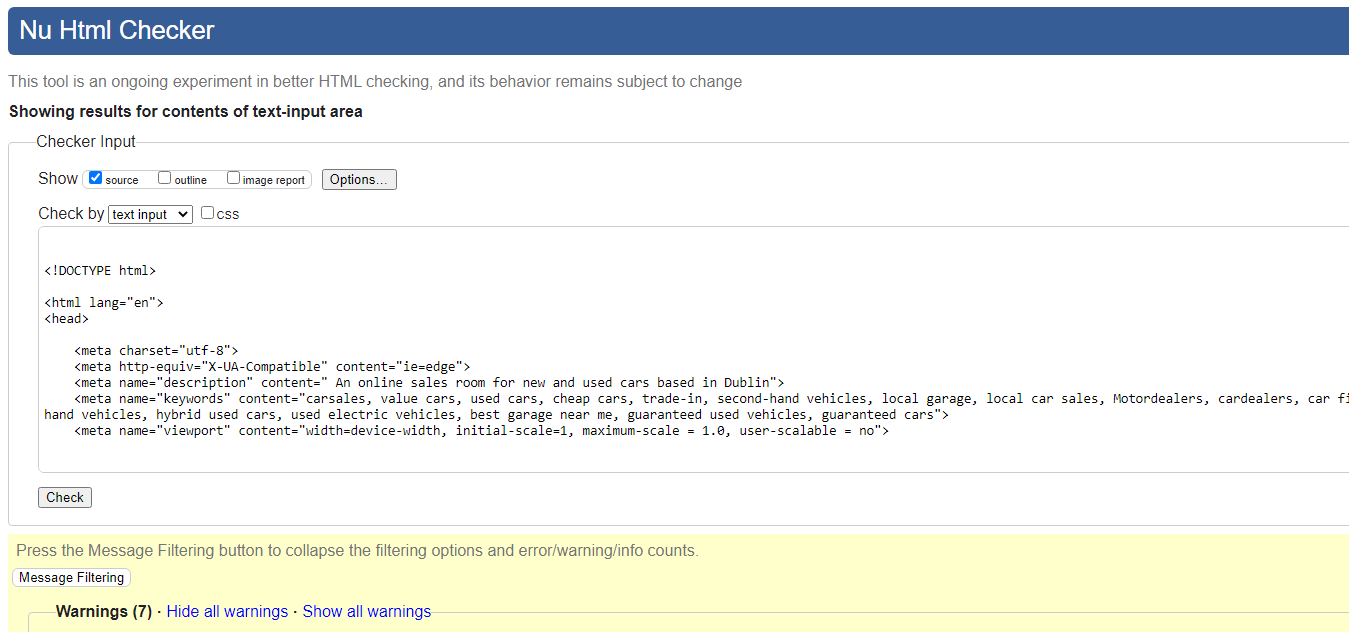 Nu Html Checker
This tool is an ongoing experiment in better HTML checking, and its behavior remains subject to change
Showing results for contents of text-input area
Checker Input
Show source outline image report Options...
Check by text input css
<!DOCTYPE html>
<html lang="en">
<head>
<meta charset="utf-8">
<meta http-equiv="X-UA-Compatible" content="ie=edge">
<meta name="description" content=" An online sales room for new and used cars based in Dublin">
<meta name="keywords" content="carsales, value cars, used cars, cheap cars, trade-in, second-hand vehicles, local garage, local car sales, Motordealers, cardealers, car fi
hand vehicles, hybrid used cars, used electric vehicles, best garage near me, guaranteed used vehicles, guaranteed cars">
<meta name="viewport" content="width=device-width, initial-scale=1, maximum-scale = 1.0, user-scalable = no">
Check
Press the Message Filtering button to collapse the filtering options and error/warning/info counts.
Message Filtering
Warnings (7) · Hide all warnings · Show all warnings